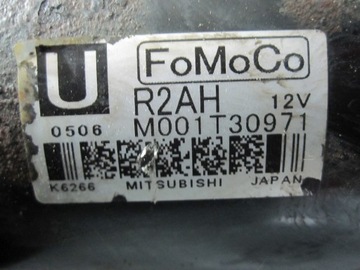 U FoMoCo
R2AH 12V
0506 M001T30971
K6266 MITSUBISHI JAPAN